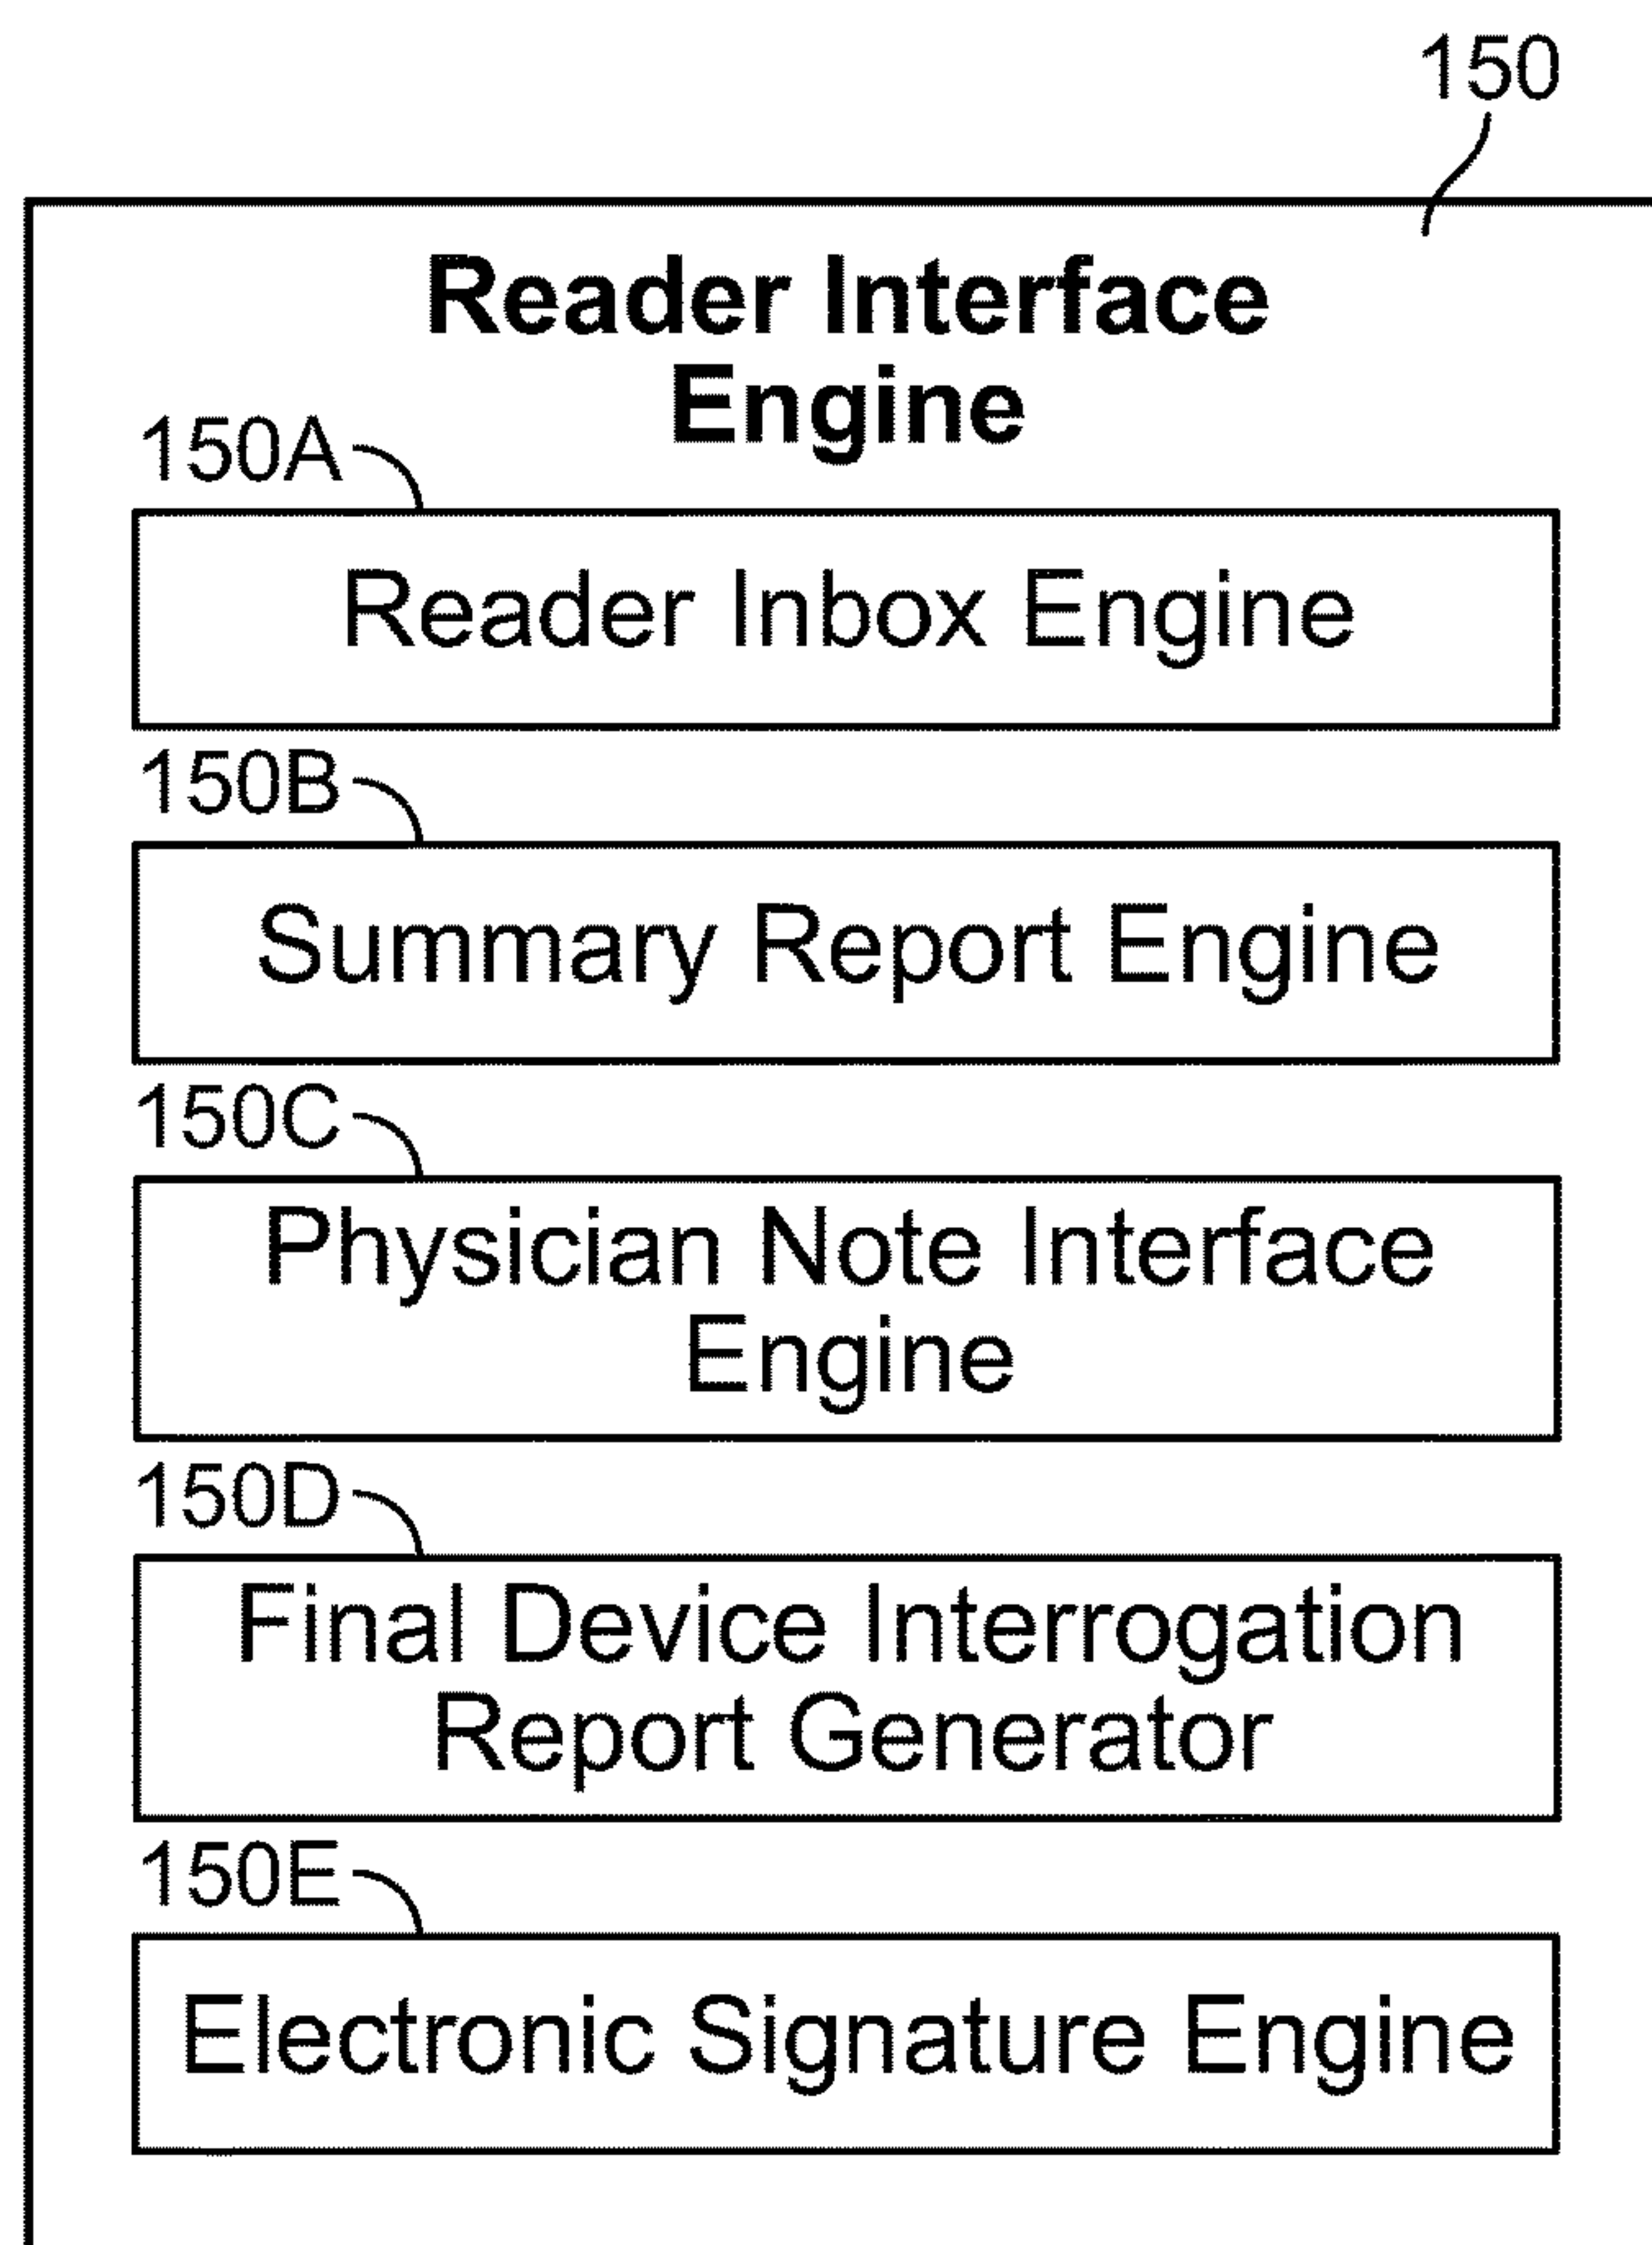 150
Reader Interface
Engine
150A
Reader Inbox Engine
150B
Summary Report Engine
150C
Physician Note Interface
Engine
150D
Final Device Interrogation
Report Generator
150E
Electronic Signature Engine